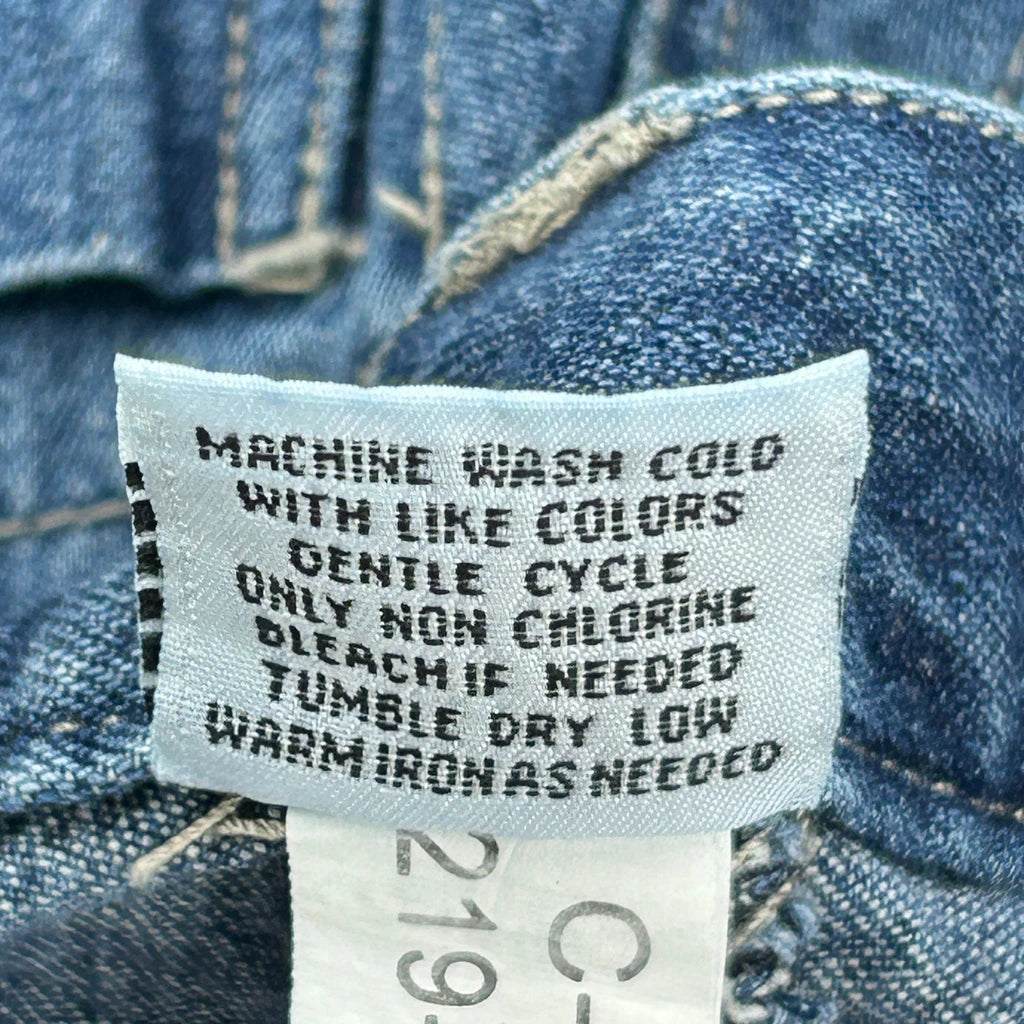 MACHINE WASH COLD
WITH LIKE COLORS
GENTLE CYCLE
ONLY NON CHLORINE
BLEACH IF NEEDED
TUMBLE DRY LOW
WARM IRON AS NEEDED
C-
219-